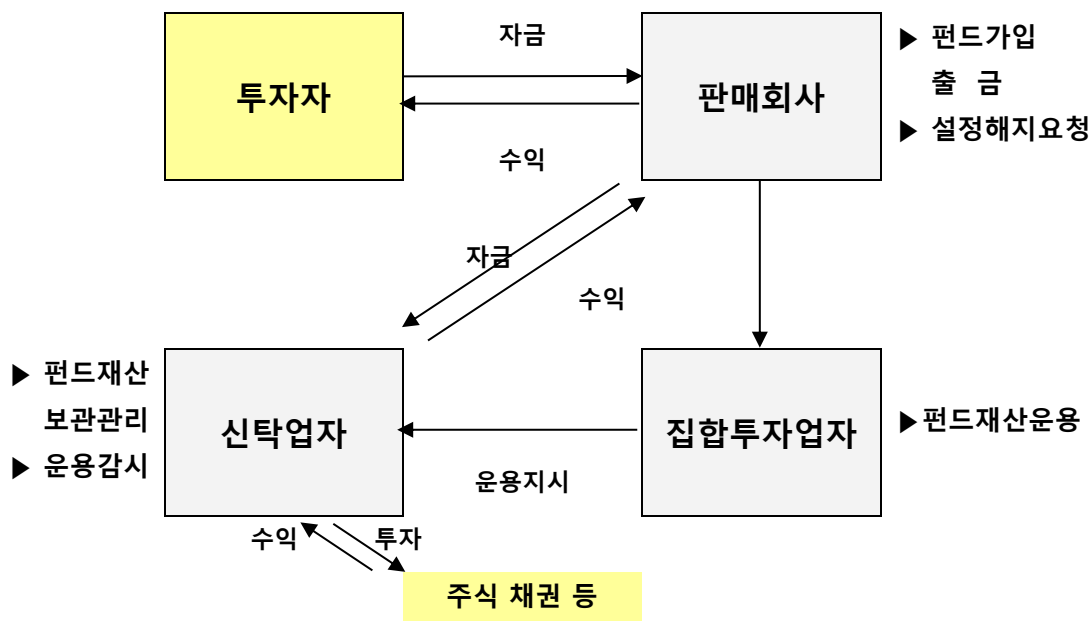 자금
투자자
판매회사
수익
▶ 펀드가입
출 금
▶ 설정해지요청
자금
수익
▶ 펀드재산
보관관리
▶ 운용감시
신탁업자
집합투자업자
▶펀드재산운용
운용지시
수익
투자
주식 채권 등